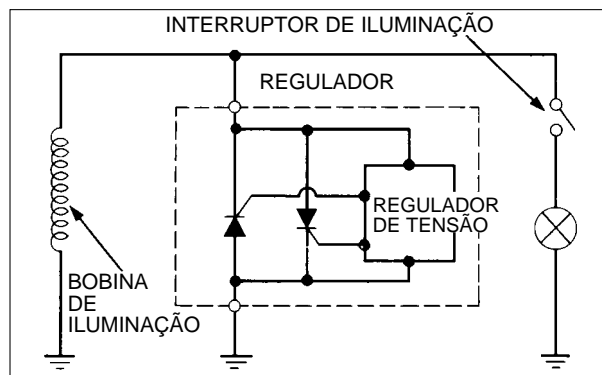 INTERRUPTOR DE ILUMINAÇÃO
REGULADOR
REGULADOR
DE TENSÃO
BOBINA
DE
ILUMINAÇÃO